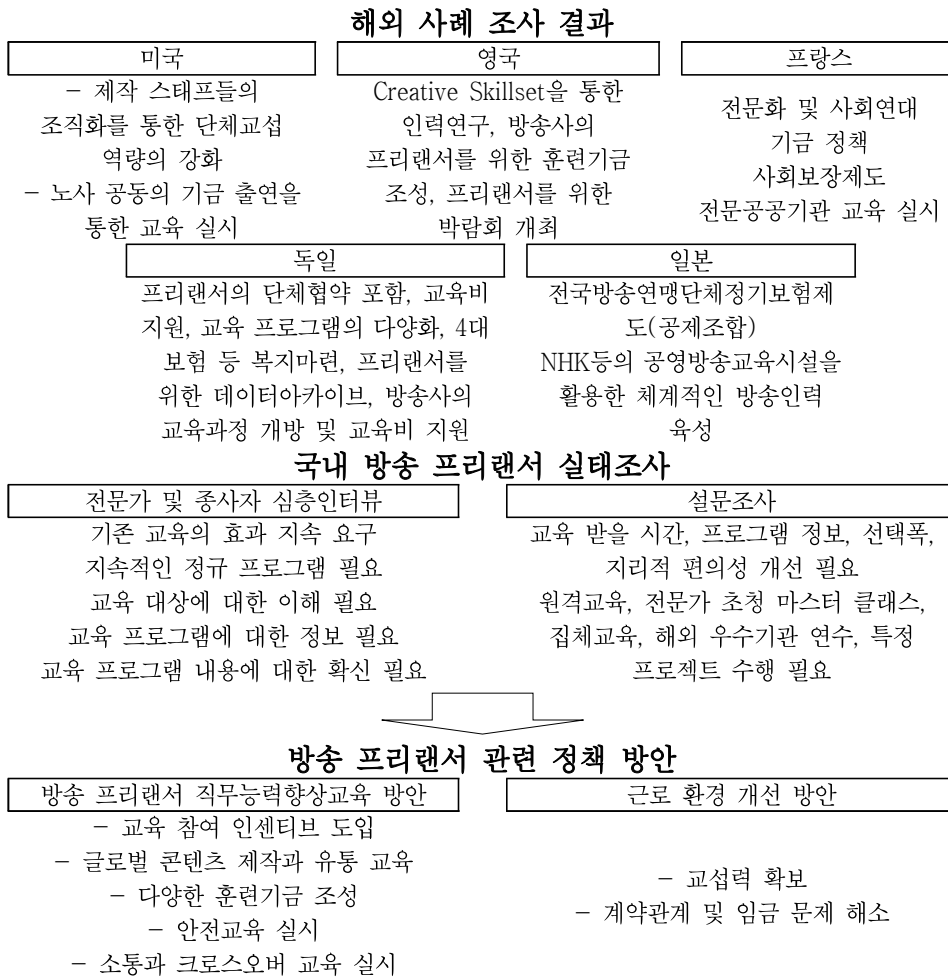 해외 사례 조사 결과
미국
- 제작 스태프들의
조직화를 통한 단체교섭
역량의 강화
- 노사 공동의 기금 출연을
통한 교육 실시
영국
Creative Skillset을 통한
인력연구, 방송사의
프리랜서를 위한 훈련기금
조성, 프리랜서를 위한
박람회 개최
프랑스
전문화 및 사회연대
기금 정책
사회보장제도
전문공공기관 교육 실시
독일
프리랜서의 단체협약 포함, 교육비
지원, 교육 프로그램의 다양화, 4대
보험 등 복지마련, 프리랜서를
위한 데이터아카이브, 방송사의
교육과정 개방 및 교육비 지원
일본
전국방송연맹단체정기보험제
도(공제조합)
NHK등의 공영방송교육시설을
활용한 체계적인 방송인력
육성
국내 방송 프리랜서 실태조사
전문가 및 종사자 심층인터뷰
기존 교육의 효과 지속 요구
지속적인 정규 프로그램 필요
교육 대상에 대한 이해 필요
교육 프로그램에 대한 정보 필요
교육 프로그램 내용에 대한 확신 필요
설문조사
교육 받을 시간, 프로그램 정보, 선택폭,
지리적 편의성 개선 필요
원격교육, 전문가 초청 마스터 클래스,
집체교육, 해외 우수기관 연수, 특정
프로젝트 수행 필요
방송 프리랜서 관련 정책 방안
방송 프리랜서 직무능력향상교육 방안
- 교육 참여 인센티브 도입
- 글로벌 콘텐츠 제작과 유통 교육
- 다양한 훈련기금 조성
- 안전교육 실시
- 소통과 크로스오버 교육 실시
근로 환경 개선 방안
- 교섭력 확보
- 계약관계 및 임금 문제 해소